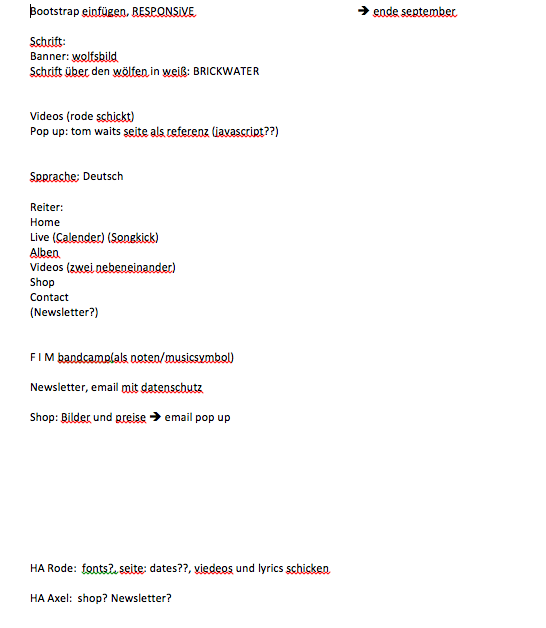 Bootstrap einfügen, RESPONSiVE → ende september
Schrift:
Banner: wolfsbild
Schrift über den wölfen in weiß: BRICKWATER
Videos (rode schickt)
Pop up: tom waits seite als referenz (javascript??)
Spprache: Deutsch
Reiter:
Home
Live (Calender) (Songkick)
Alben
Videos (zwei nebeneinander)
Shop
Contact
(Newsletter?)
F I M bandcamp(als noten/musicsymbol)
Newsletter, email mit datenschutz
Shop: Bilder und preise → email pop up
HA Rode: fonts?, seite: dates??, viedeos und lyrics schicken
HA Axel: shop? Newsletter?